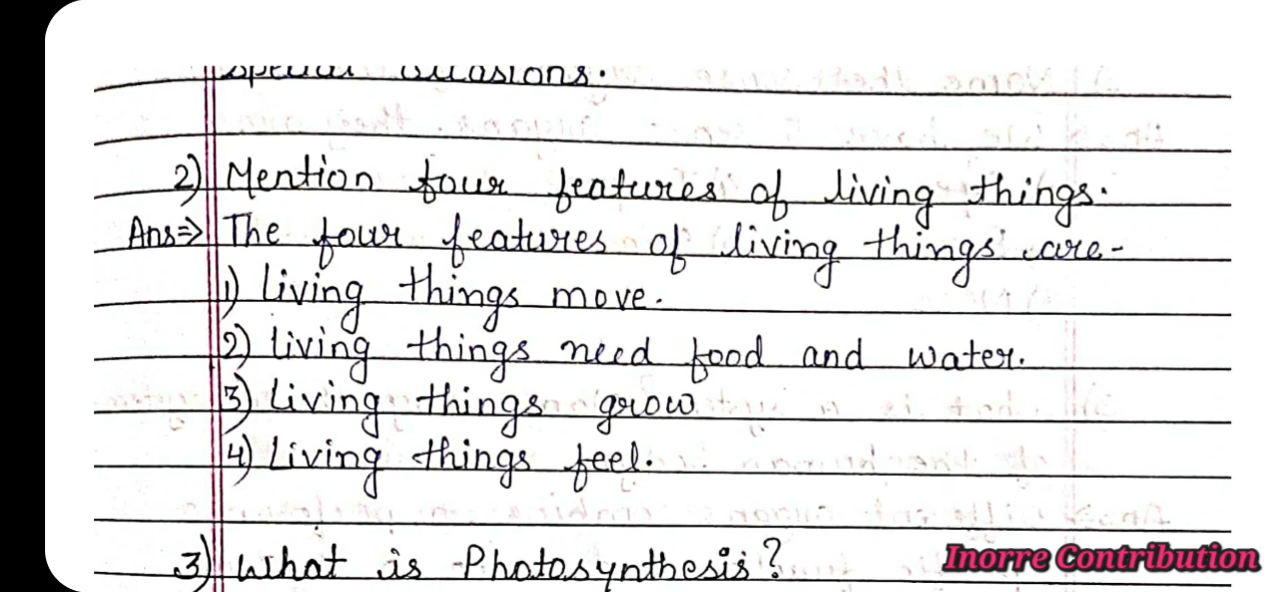 occasions.
2) Mention four features of living things.
Ans⇒ The four features of living things are-
1) Living things move.
2) living things need food and water.
3) Living things grow
4) Living things feel.
3) What is Photosynthesis?
Inorre Contribution